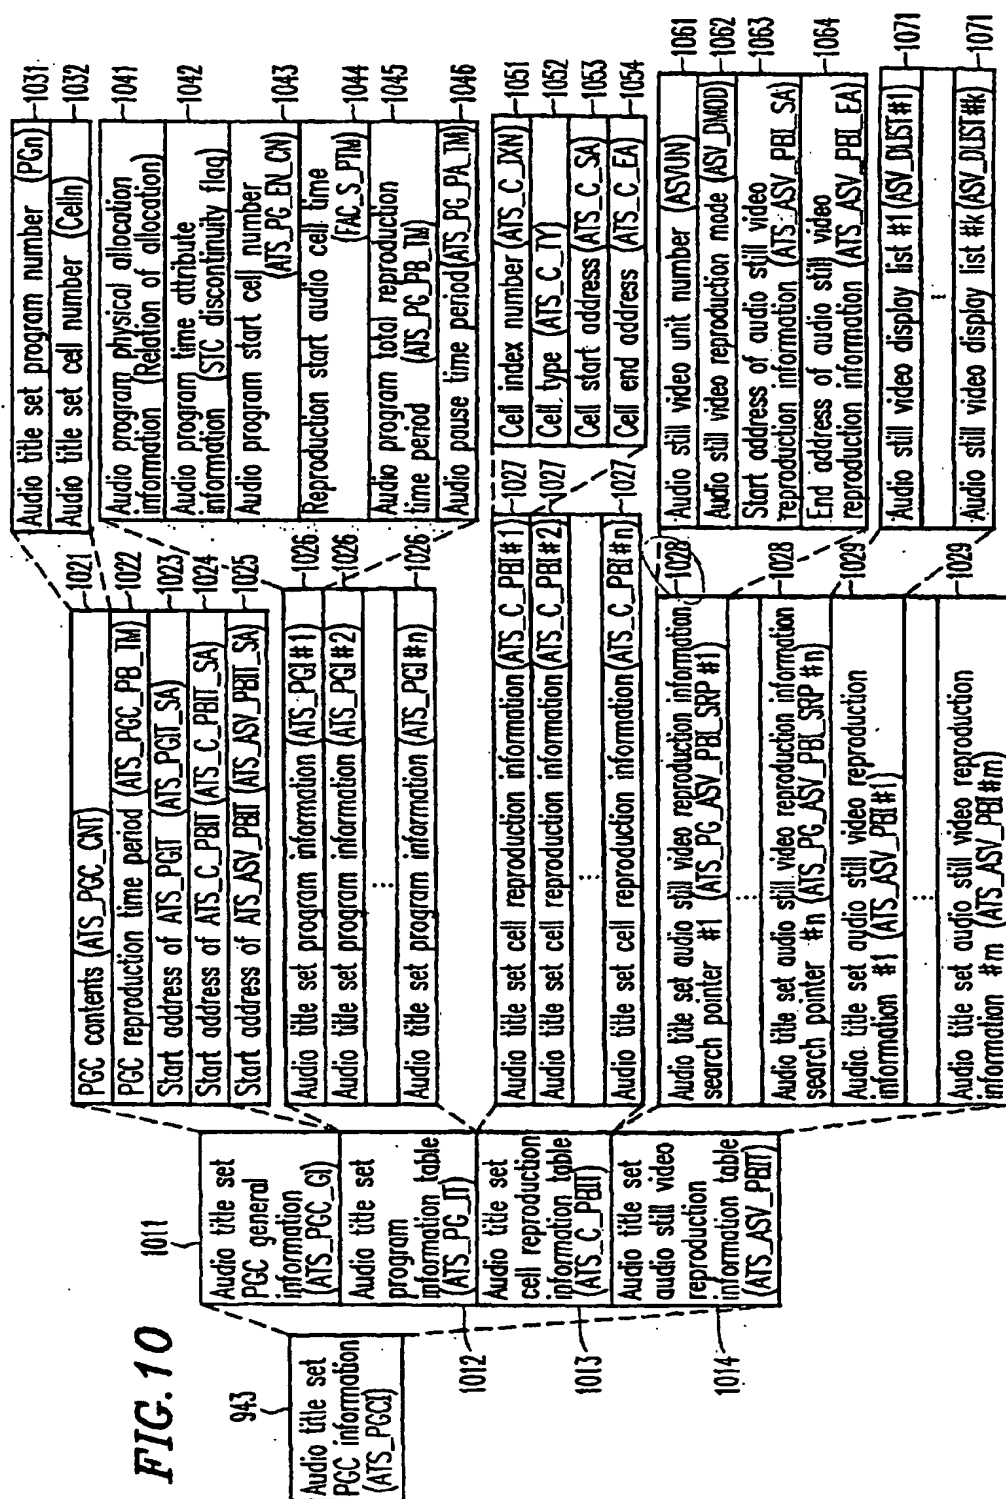 FIG. 10
943
Audio title set
PGC information
(ATS_PGCI)
1011
Audio title set
PGC general
information
(ATS_PGC_GI)
Audio title set
program
information table
(ATS_PG_IT)
1012
Audio title set
cell reproduction
information table
(ATS_C_PBIT)
1013
Audio title set
audio still video
reproduction
information table
(ATS_ASV_PBIT)
1014
PGC contents (ATS_PGC_CNT) 1021
PGC reproduction time period (ATS_PGC_PB_TM) 1022
Start address of ATS_PGIT (ATS_PGIT_SA) 1023
Start address of ATS_C_PBIT (ATS_C_PBIT_SA) 1024
Start address of ATS_ASV_PBIT (ATS_ASV_PBIT_SA) 1025
Audio title set program information (ATS_PGI#1) 1026
Audio title set program information (ATS_PGI#2) 1026
...
Audio title set program information (ATS_PGI#n) 1026
Audio title set cell reproduction information (ATS_C_PBI#1) 1027
Audio title set cell reproduction information (ATS_C_PBI#2) 1027
...
Audio title set cell reproduction information (ATS_C_PBI#n) 1027
Audio title set audio still video reproduction information 1028
search pointer #1 (ATS_PG_ASV_PBI_SRP #1)
...
Audio title set audio still video reproduction information 1028
search pointer #n (ATS_PG_ASV_PBI_SRP #n)
Audio title set audio still video reproduction 1029
information #1 (ATS_ASV_PBI#1)
...
Audio title set audio still video reproduction 1029
information #m (ATS_ASV_PBI#m)
Audio title set program number (PGn) 1031
Audio title set cell number (Celln) 1032
Audio program physical allocation 1041
information (Relation of allocation)
Audio program time attribute 1042
information (STC discontinuity flag)
Audio program start cell number 1043
(ATS_PG_EN_CN)
Reproduction start audio cell time 1044
(FAC_S_PTM)
Audio program total reproduction 1045
time period (ATS_PG_PB_TM)
Audio pause time period (ATS_PG_PA_TM) 1046
Cell index number (ATS_C_IXN) 1051
Cell type (ATS_C_TY) 1052
Cell start address (ATS_C_SA) 1053
Cell end address (ATS_C_EA) 1054
Audio still video unit number (ASVUN) 1061
Audio still video reproduction mode (ASV_DMOD) 1062
Start address of audio still video 1063
reproduction information (ATS_ASV_PBI_SA)
End address of audio still video 1064
reproduction information (ATS_ASV_PBI_EA)
Audio still video display list #1 (ASV_DLIST#1) 1071
...
Audio still video display list #k (ASV_DLIST#k) 1071